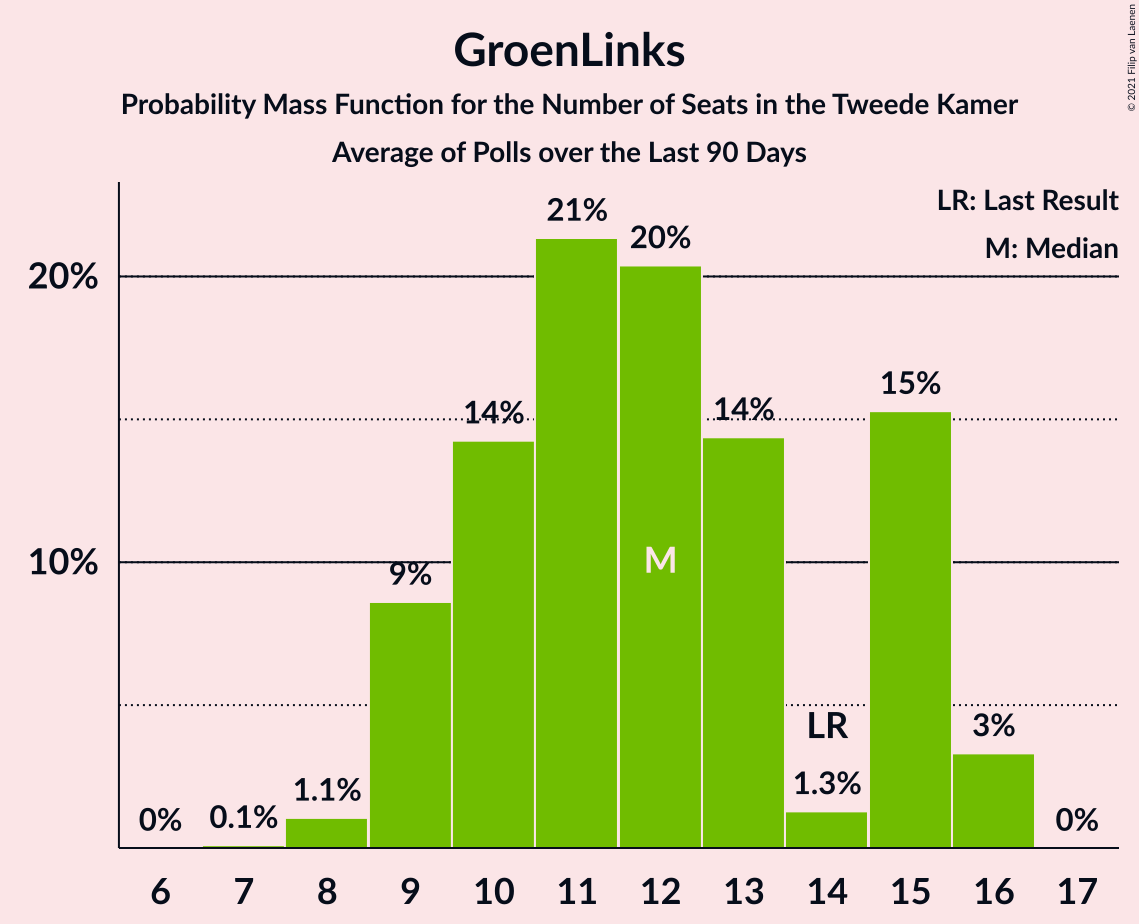 GroenLinks
Probability Mass Function for the Number of Seats in the Tweede Kamer
Average of Polls over the Last 90 Days
© 2021 Filip van Laenen
LR: Last Result
M: Median
20%
10%
0%
0.1%
1.1%
9%
14%
21%
20%
M
14%
LR
1.3%
15%
3%
0%
6 7 8 9 10 11 12 13 14 15 16 17